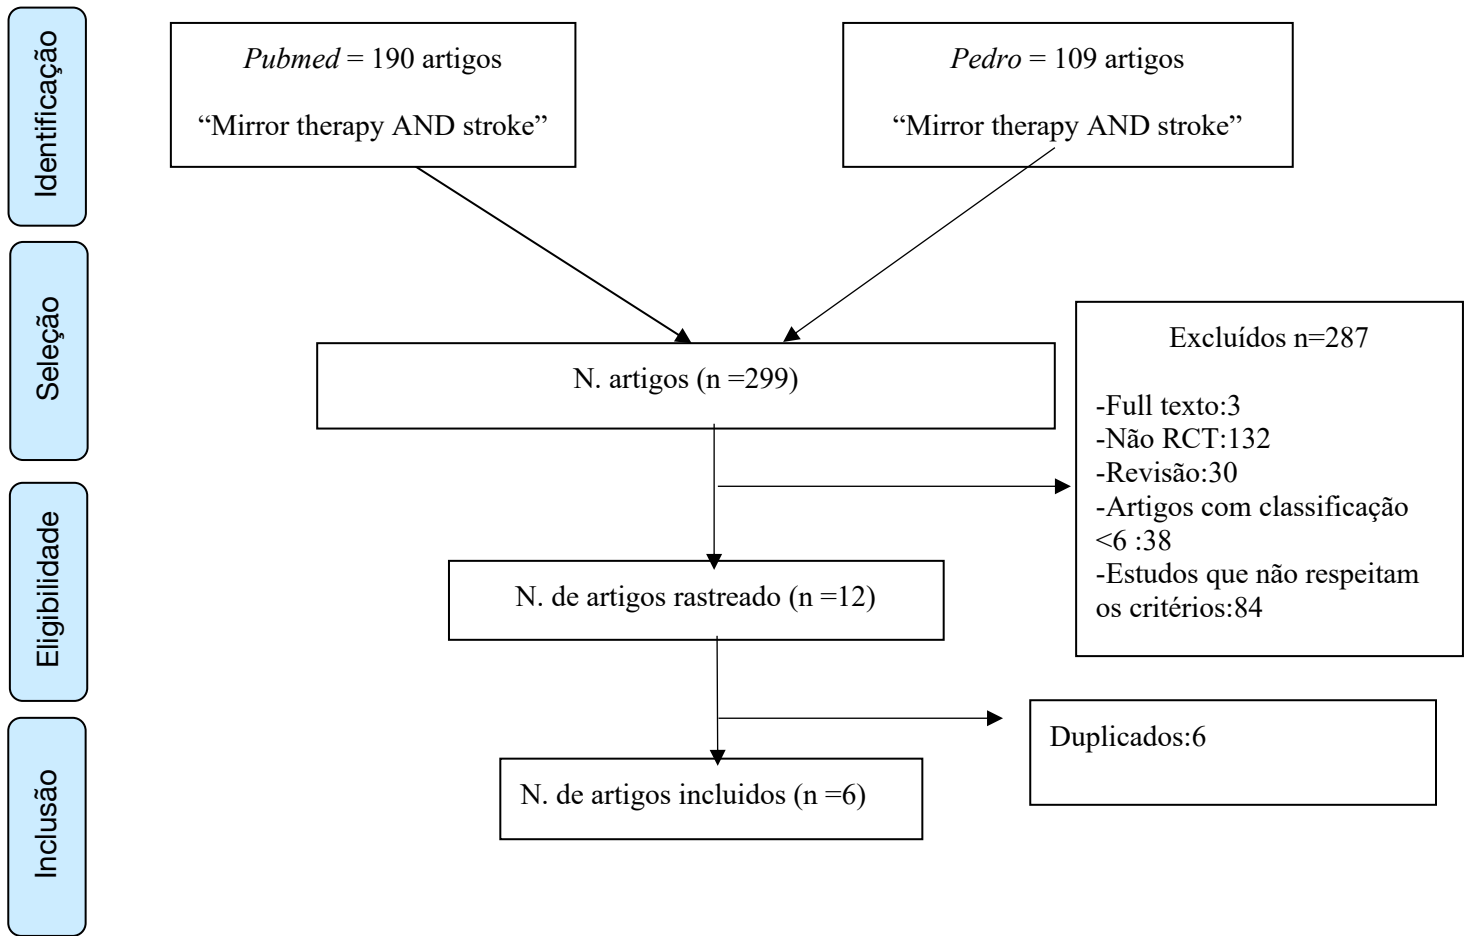 Identificação
Pubmed = 190 artigos
“Mirror therapy AND stroke”
Pedro = 109 artigos
“Mirror therapy AND stroke”
Seleção
N. artigos (n =299)
Excluídos n=287
-Full texto:3
-Não RCT:132
-Revisão:30
-Artigos com classificação
<6 :38
-Estudos que não respeitam
os critérios:84
Eligibilidade
N. de artigos rastreado (n =12)
Duplicados:6
Inclusão
N. de artigos incluidos (n =6)